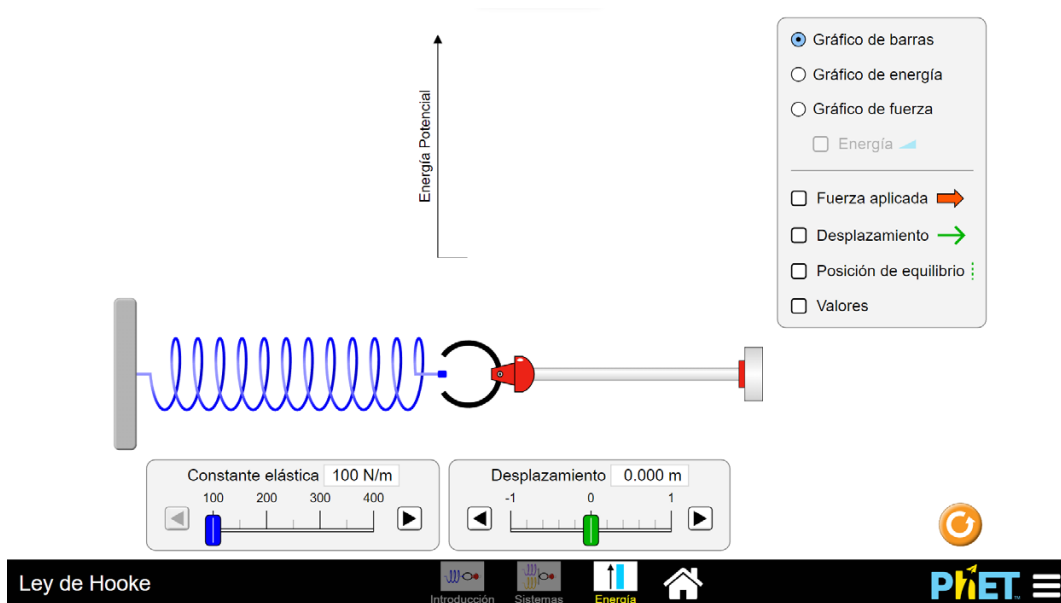 Gráfico de barras
Gráfico de energía
Gráfico de fuerza
Energía
Fuerza aplicada
Desplazamiento
Posición de equilibrio
Valores
Energía Potencial
Constante elástica 100 N/m
100 200 300 400
Desplazamiento 0.000 m
-1 0 1
Ley de Hooke
Introducción Sistemas Energía
PhET